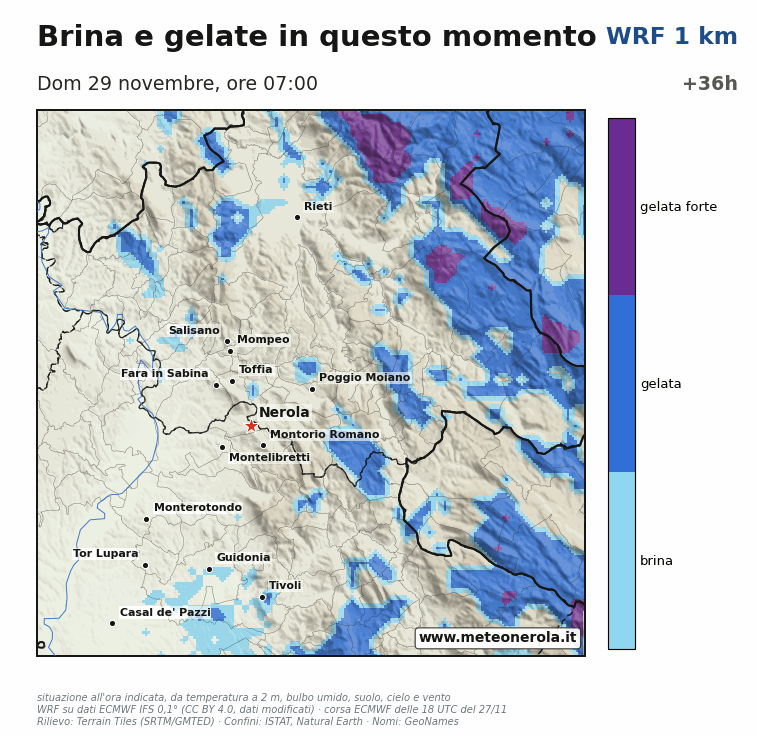 Brina e gelate in questo momento WRF 1 km
Dom 29 novembre, ore 07:00 +36h
Rieti
gelata forte
Salisano
Mompeo
Fara in Sabina
Toffia
Poggio Moiano
gelata
Nerola
Montorio Romano
Montelibretti
Monterotondo
Tor Lupara
Guidonia
brina
Tivoli
Casal de' Pazzi
www.meteonerola.it
situazione all'ora indicata, da temperatura a 2 m, bulbo umido, suolo, cielo e vento
WRF su dati ECMWF IFS 0,1° (CC BY 4.0, dati modificati) · corsa ECMWF delle 18 UTC del 27/11
Rilievo: Terrain Tiles (SRTM/GMTED) · Confini: ISTAT, Natural Earth · Nomi: GeoNames